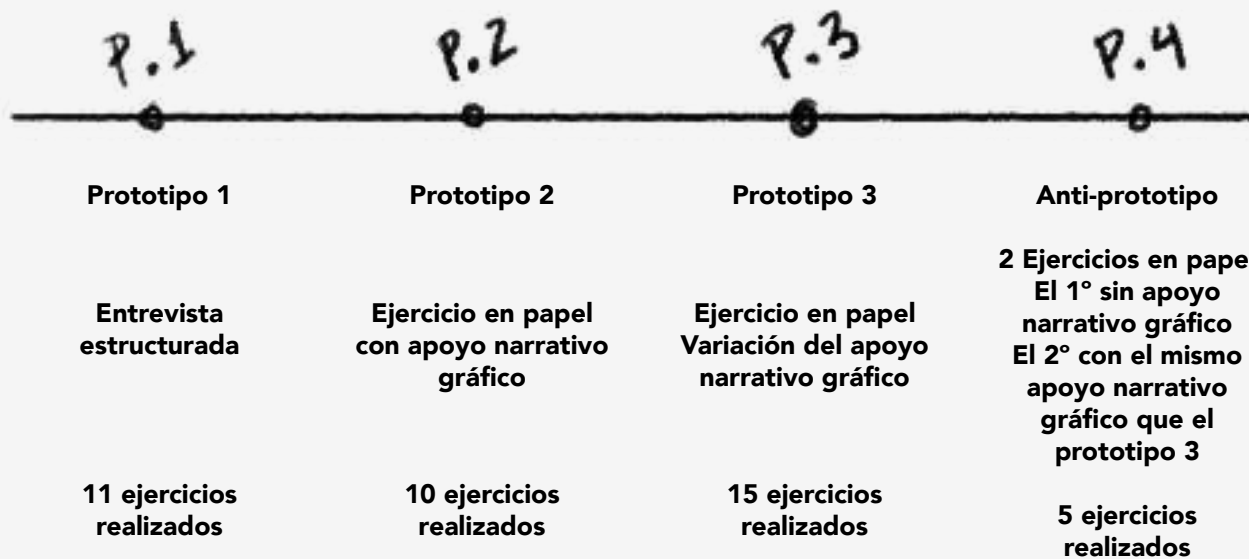 P.1
P.2
P.3
P.4
Prototipo 1
Entrevista
estructurada
11 ejercicios
realizados
Prototipo 2
Ejercicio en papel
con apoyo narrativo
gráfico
10 ejercicios
realizados
Prototipo 3
Ejercicio en papel
Variación del apoyo
narrativo gráfico
15 ejercicios
realizados
Anti-prototipo
2 Ejercicios en pape
El 1º sin apoyo
narrativo gráfico
El 2º con el mismo
apoyo narrativo
gráfico que el
prototipo 3
5 ejercicios
realizados